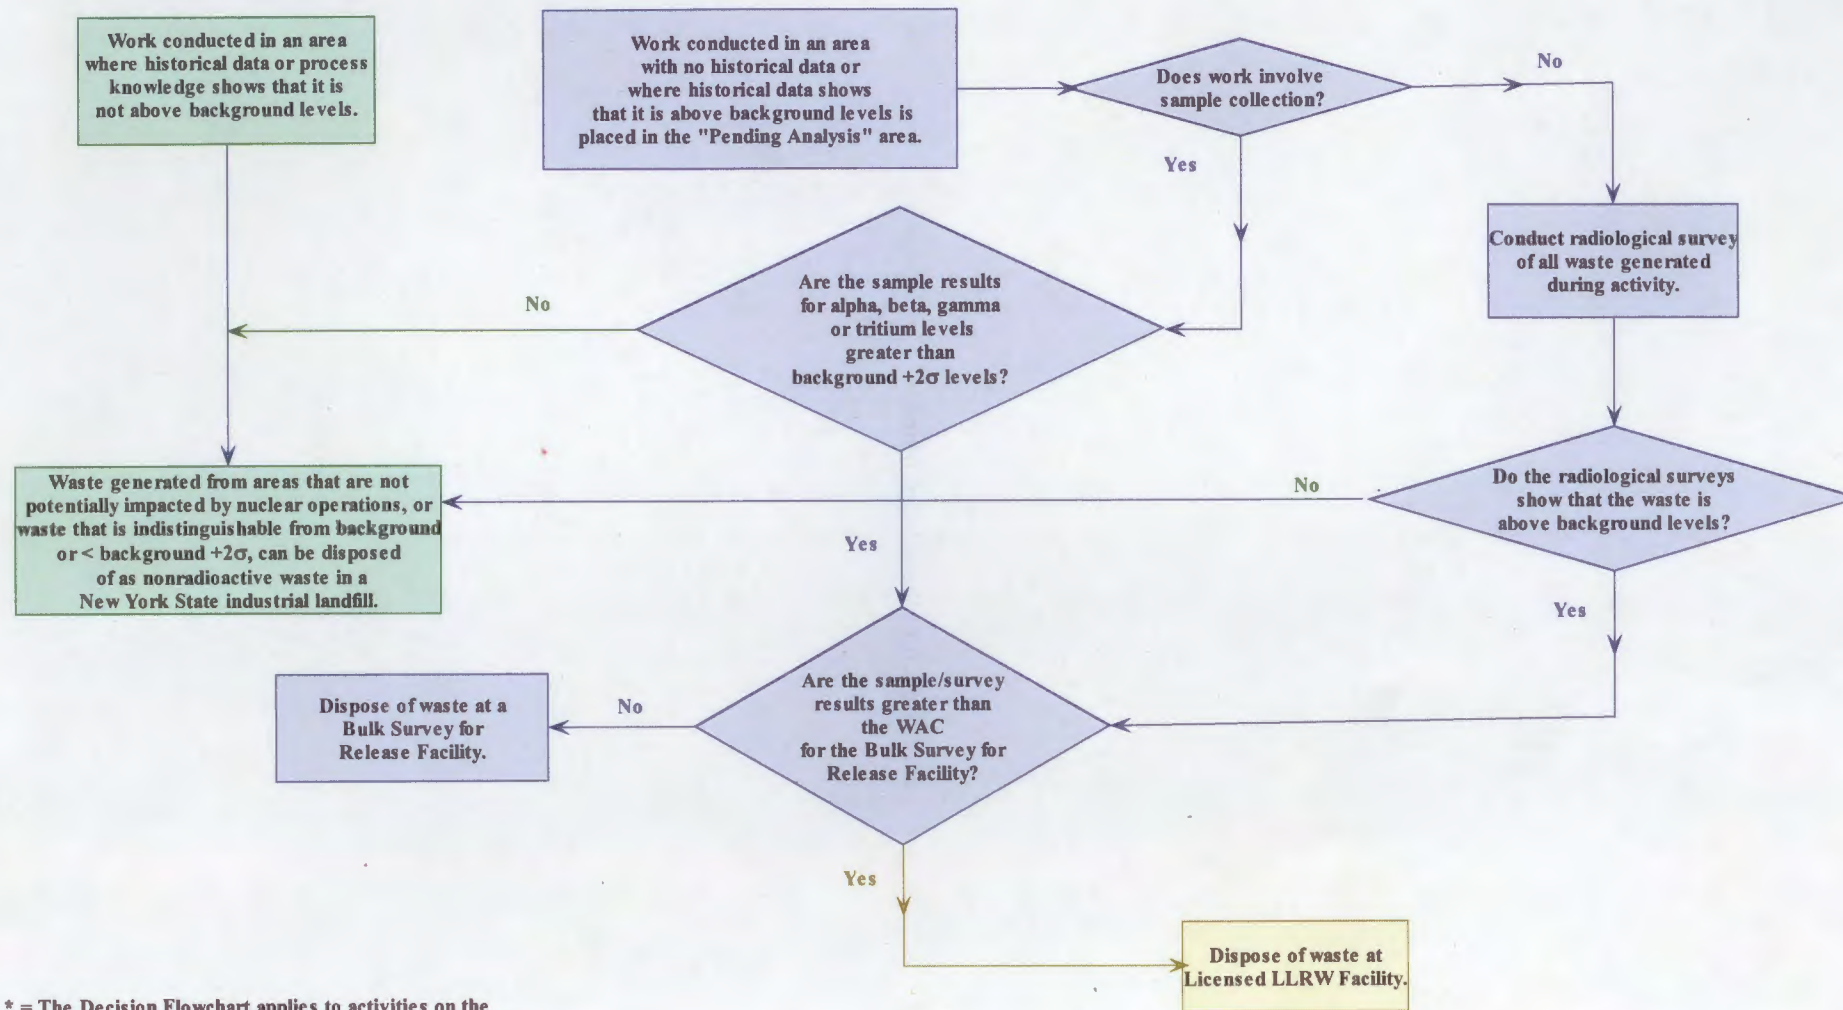 Work conducted in an area
where historical data or process
knowledge shows that it is
not above background levels.
Work conducted in an area
with no historical data or
where historical data shows
that it is above background levels is
placed in the "Pending Analysis" area.
Does work involve
sample collection?
No
Yes
Conduct radiological survey
of all waste generated
during activity.
Are the sample results
for alpha, beta, gamma
or tritium levels
greater than
background +2σ levels?
No
Waste generated from areas that are not
potentially impacted by nuclear operations, or
waste that is indistinguishable from background
or < background +2σ, can be disposed
of as nonradioactive waste in a
New York State industrial landfill.
Yes
No
Do the radiological surveys
show that the waste is
above background levels?
Yes
Are the sample/survey
results greater than
the WAC
for the Bulk Survey for
Release Facility?
No
Dispose of waste at a
Bulk Survey for
Release Facility.
Yes
Dispose of waste at
Licensed LLRW Facility.
* = The Decision Flowchart applies to activities on the